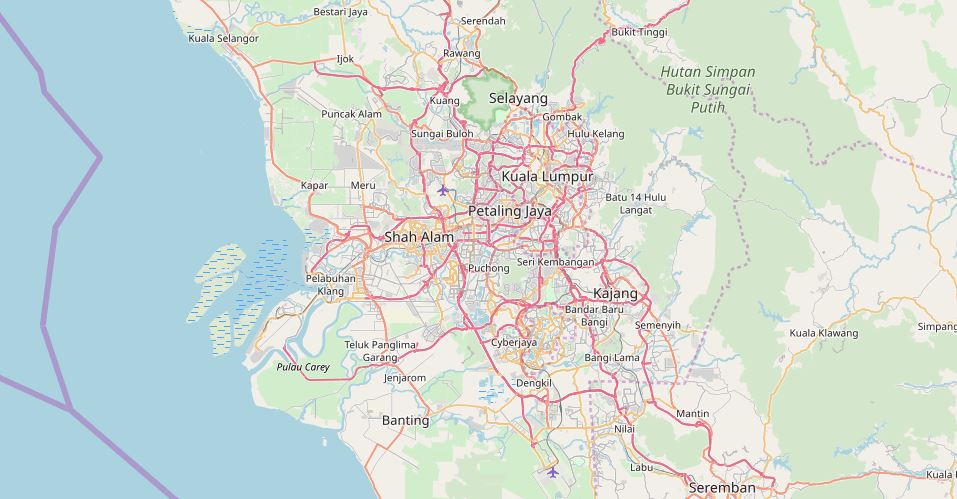 Bestari Jaya
Serendah
Kuala Selangor
Bukit Tinggi
Ijok
Rawang
Hutan Simpan
Bukit Sungai
Putih
Kuang
Selayang
Puncak Alam
Gombak
Sungai Buloh
Hulu Kelang
Kuala Lumpur
Kapar
Meru
Batu 14 Hulu
Langat
Petaling Jaya
Shah Alam
Seri Kembangan
Puchong
Pelabuhan
Klang
Kajang
Bandar Baru
Bangi
Semenyih
Kuala Klawang
Simpang
Teluk Panglima
Garang
Cyberjaya
Bangi Lama
Pulau Carey
Jenjarom
Dengkil
Banting
Mantin
Nilai
Labu
Kuala
Seremban